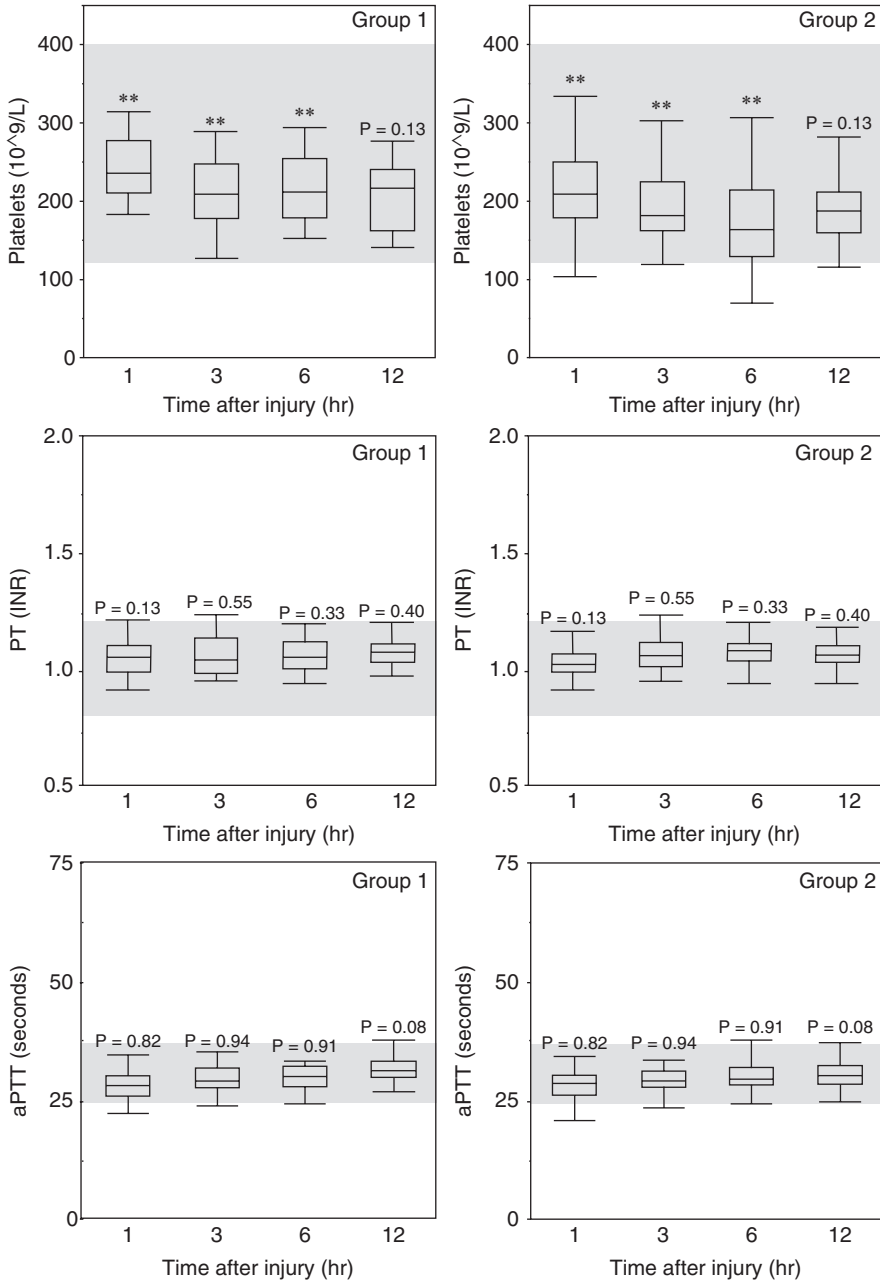 Group 1
Platelets (10^9/L)
400
300
200
100
0
**
**
**
P = 0.13
1
3
6
12
Time after injury (hr)
Group 2
Platelets (10^9/L)
400
300
200
100
0
**
**
**
P = 0.13
1
3
6
12
Time after injury (hr)
Group 1
PT (INR)
2.0
1.5
1.0
0.5
P = 0.13
P = 0.55
P = 0.33
P = 0.40
1
3
6
12
Time after injury (hr)
Group 2
PT (INR)
2.0
1.5
1.0
0.5
P = 0.13
P = 0.55
P = 0.33
P = 0.40
1
3
6
12
Time after injury (hr)
Group 1
aPTT (seconds)
75
50
25
0
P = 0.82
P = 0.94
P = 0.91
P = 0.08
1
3
6
12
Time after injury (hr)
Group 2
aPTT (seconds)
75
50
25
0
P = 0.82
P = 0.94
P = 0.91
P = 0.08
1
3
6
12
Time after injury (hr)